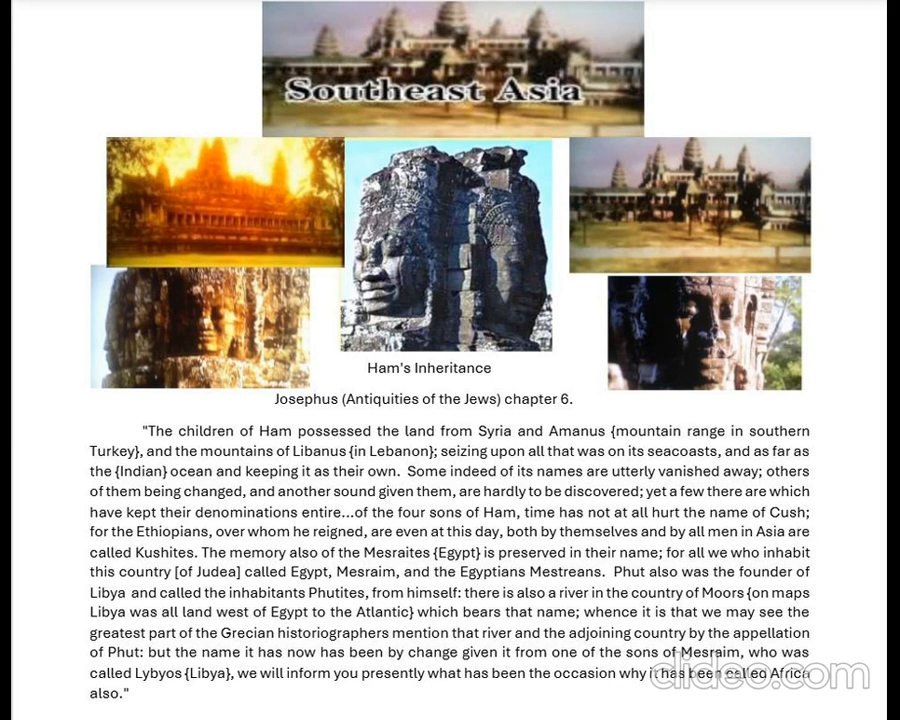 Southeast Asia
Ham's Inheritance
Josephus (Antiquities of the Jews) chapter 6.
"The children of Ham possessed the land from Syria and Amanus {mountain range in southern
Turkey}, and the mountains of Libanus {in Lebanon}; seizing upon all that was on its seacoasts, and as far as
the {Indian} ocean and keeping it as their own. Some indeed of its names are utterly vanished away; others
of them being changed, and another sound given them, are hardly to be discovered; yet a few there are which
have kept their denominations entire...of the four sons of Ham, time has not at all hurt the name of Cush;
for the Ethiopians, over whom he reigned, are even at this day, both by themselves and by all men in Asia are
called Kushites. The memory also of the Mesraites {Egypt} is preserved in their name; for all we who inhabit
this country [of Judea] called Egypt, Mesraim, and the Egyptians Mestreans. Phut also was the founder of
Libya and called the inhabitants Phutites, from himself: there is also a river in the country of Moors {on maps
Libya was all land west of Egypt to the Atlantic} which bears that name; whence it is that we may see the
greatest part of the Grecian historiographers mention that river and the adjoining country by the appellation
of Phut: but the name it has now has been by change given it from one of the sons of Mesraim, who was
called Lybyos {Libya}, we will inform you presently what has been the occasion why it has been called Africa
also."
clideo.com